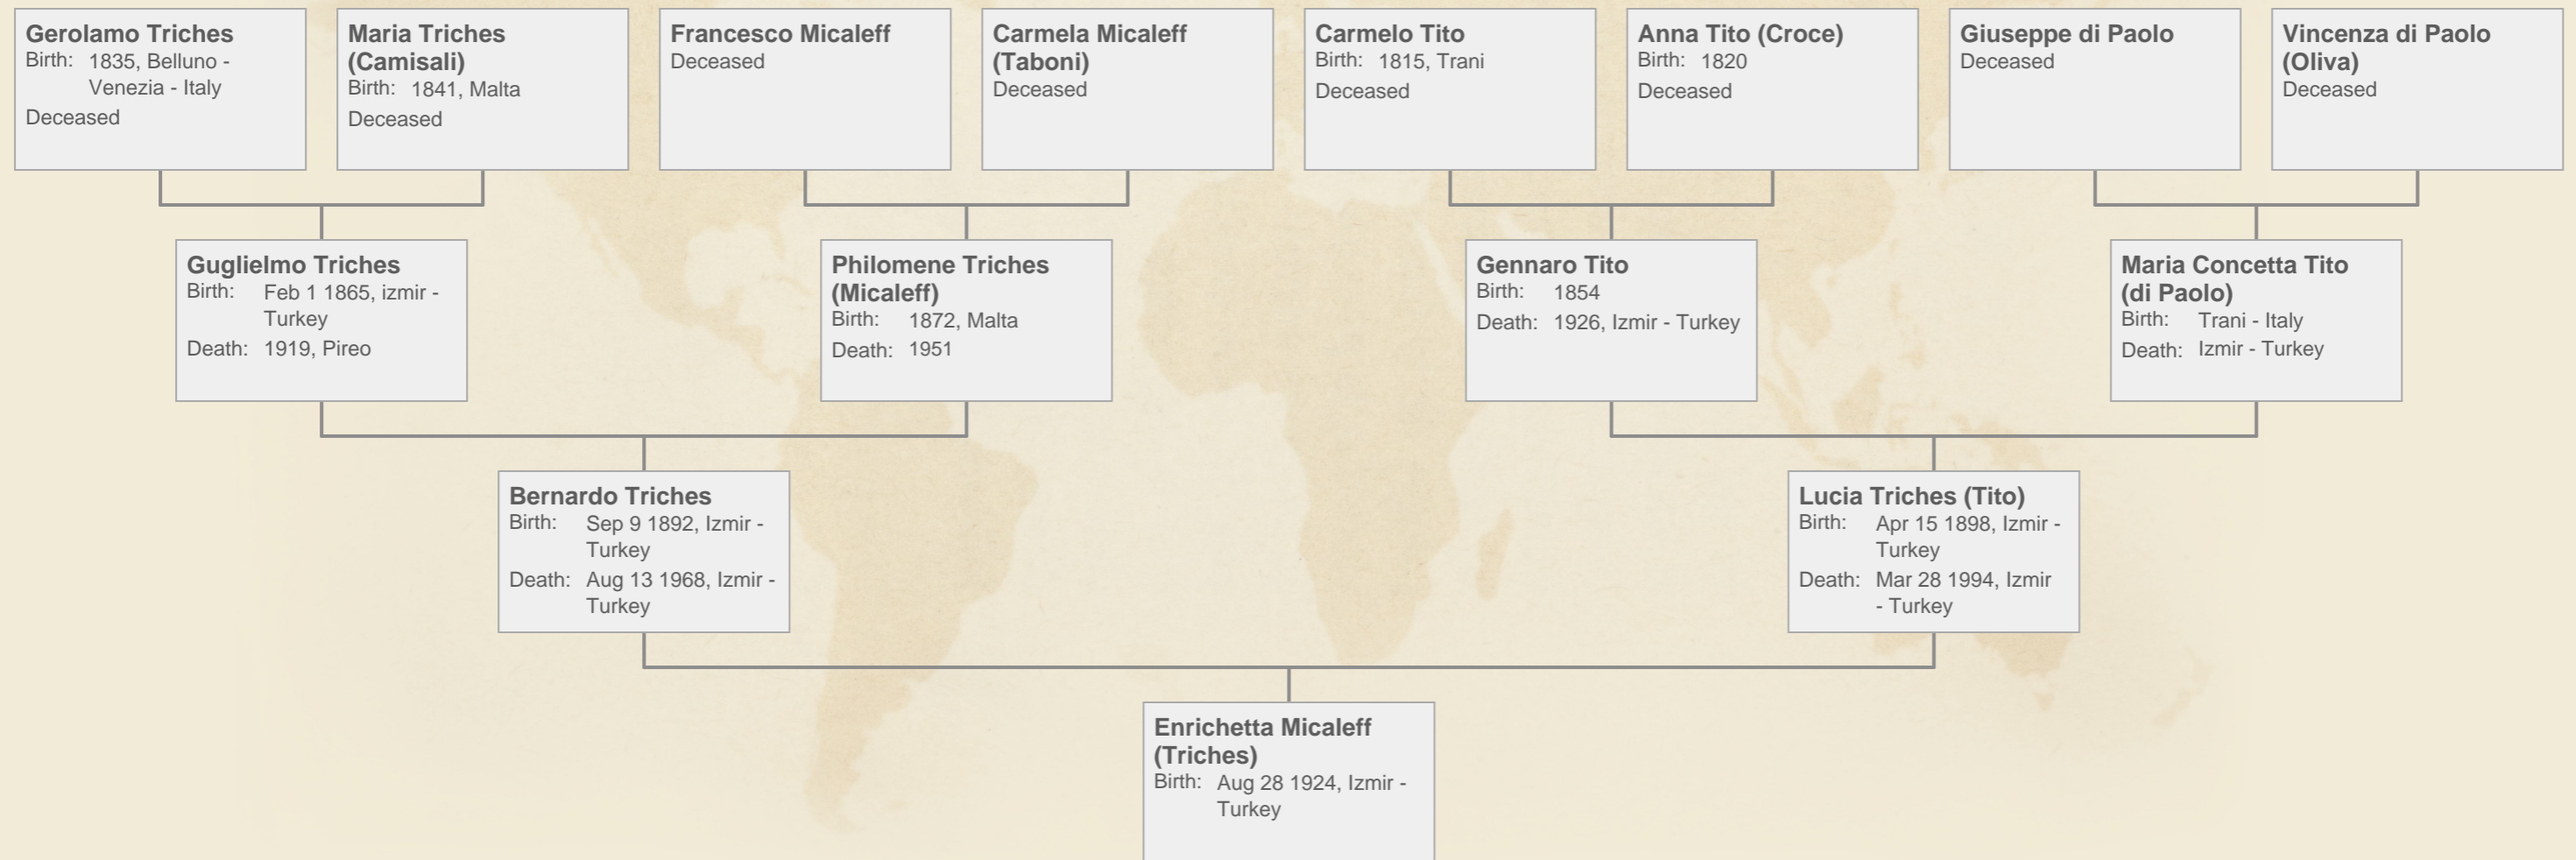 Gerolamo Triches
Birth: 1835, Belluno -
Venezia - Italy
Deceased
Maria Triches
(Camisali)
Birth: 1841, Malta
Deceased
Francesco Micaleff
Deceased
Carmela Micaleff
(Taboni)
Deceased
Carmelo Tito
Birth: 1815, Trani
Deceased
Anna Tito (Croce)
Birth: 1820
Deceased
Giuseppe di Paolo
Deceased
Vincenza di Paolo
(Oliva)
Deceased
Guglielmo Triches
Birth: Feb 1 1865, izmir -
Turkey
Death: 1919, Pireo
Philomene Triches
(Micaleff)
Birth: 1872, Malta
Death: 1951
Gennaro Tito
Birth: 1854
Death: 1926, Izmir - Turkey
Maria Concetta Tito
(di Paolo)
Birth: Trani - Italy
Death: Izmir - Turkey
Bernardo Triches
Birth: Sep 9 1892, Izmir -
Turkey
Death: Aug 13 1968, Izmir -
Turkey
Lucia Triches (Tito)
Birth: Apr 15 1898, Izmir -
Turkey
Death: Mar 28 1994, Izmir
- Turkey
Enrichetta Micaleff
(Triches)
Birth: Aug 28 1924, Izmir -
Turkey